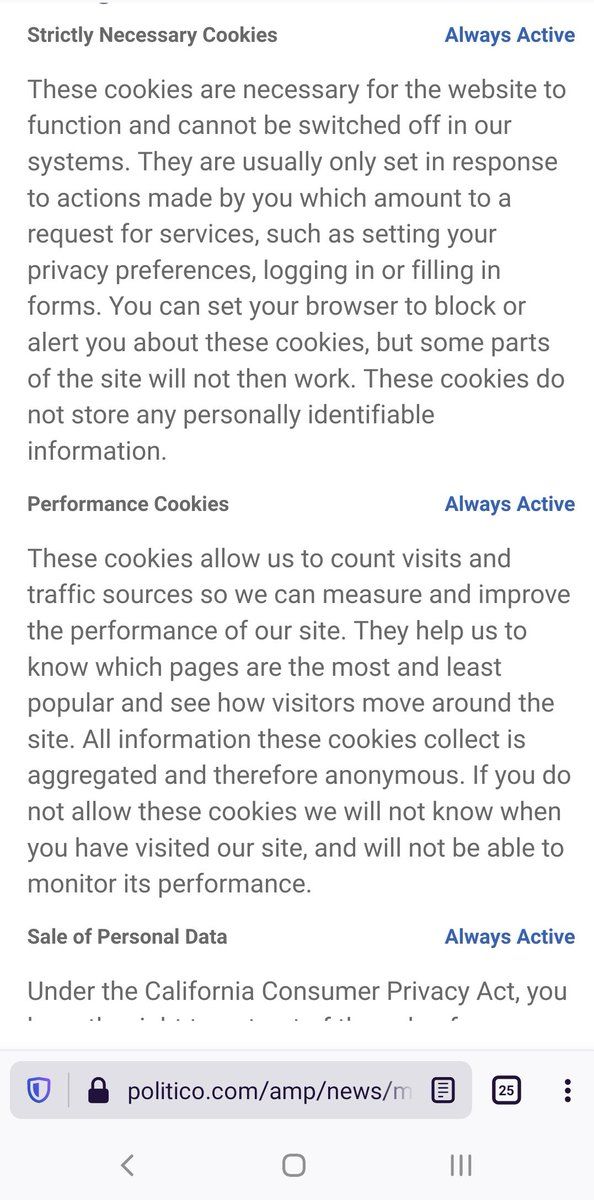 Strictly Necessary Cookies Always Active
These cookies are necessary for the website to
function and cannot be switched off in our
systems. They are usually only set in response
to actions made by you which amount to a
request for services, such as setting your
privacy preferences, logging in or filling in
forms. You can set your browser to block or
alert you about these cookies, but some parts
of the site will not then work. These cookies do
not store any personally identifiable
information.
Performance Cookies Always Active
These cookies allow us to count visits and
traffic sources so we can measure and improve
the performance of our site. They help us to
know which pages are the most and least
popular and see how visitors move around the
site. All information these cookies collect is
aggregated and therefore anonymous. If you do
not allow these cookies we will not know when
you have visited our site, and will not be able to
monitor its performance.
Sale of Personal Data Always Active
Under the California Consumer Privacy Act, you
politico.com/amp/news/m
25